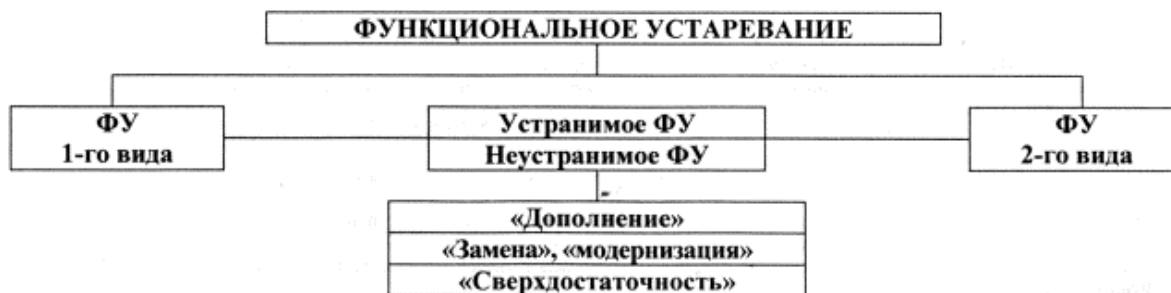 ФУНКЦИОНАЛЬНОЕ УСТАРЕВАНИЕ
ФУ
1-го вида
Устранимое ФУ
Неустранимое ФУ
ФУ
2-го вида
«Дополнение»
«Замена», «модернизация»
«Сверхдостаточность»